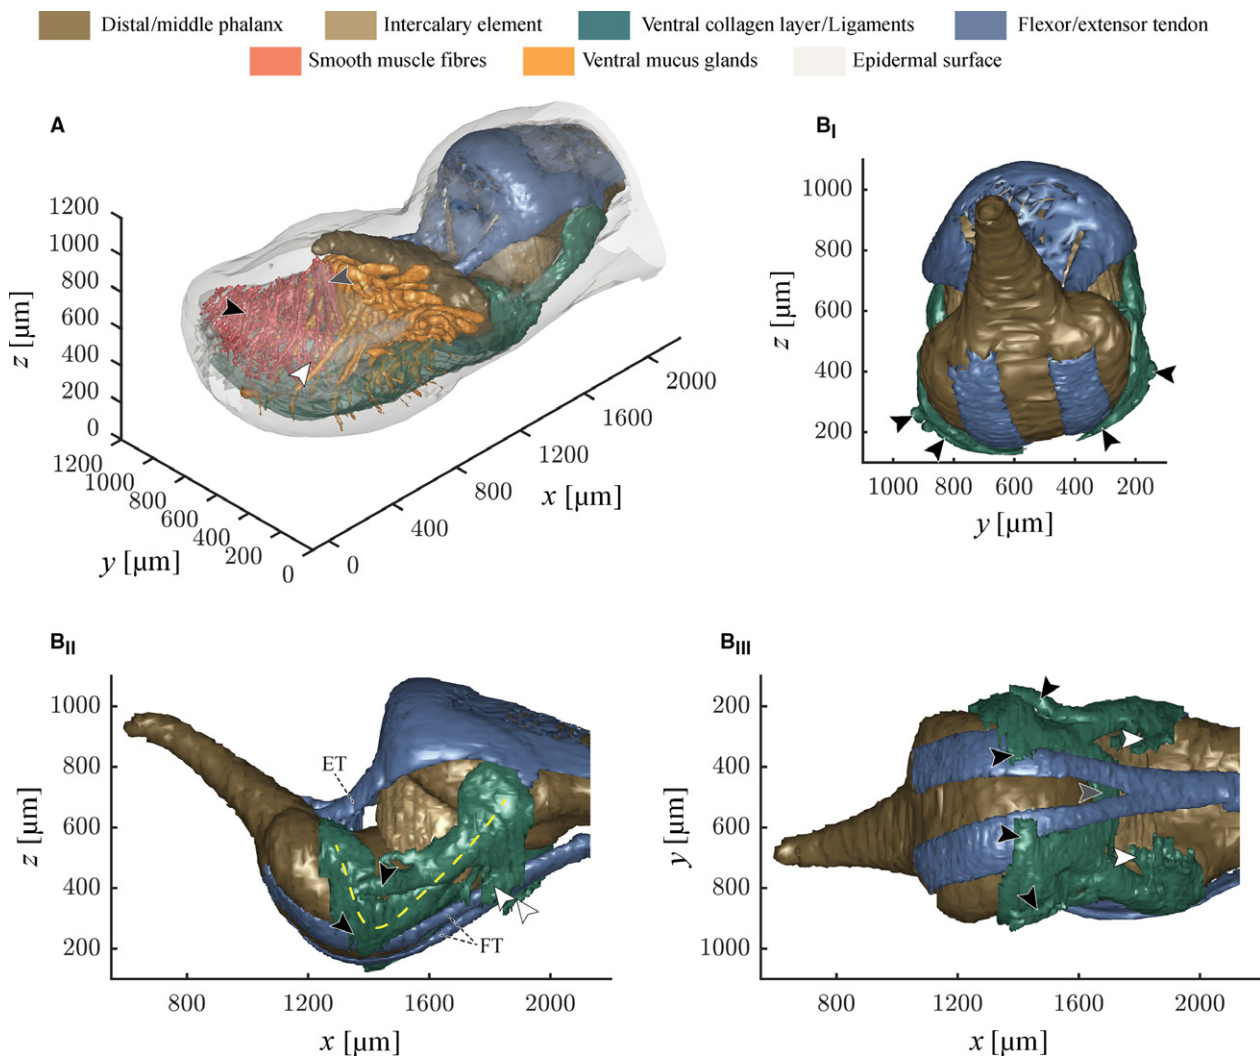 Distal/middle phalanx Intercalary element Ventral collagen layer/Ligaments Flexor/extensor tendon
Smooth muscle fibres Ventral mucus glands Epidermal surface
A
1200
1000
800
600
400
200
0
z [µm]
1200
1000
800
600
400
200
0
y [µm]
0
400
800
1200
1600
2000
x [µm]
BI
1000
800
600
400
200
z [µm]
1000 800 600 400 200
y [µm]
BII
1000
800
600
400
200
z [µm]
ET
FT
800 1200 1600 2000
x [µm]
BIII
200
400
600
800
1000
y [µm]
800 1200 1600 2000
x [µm]